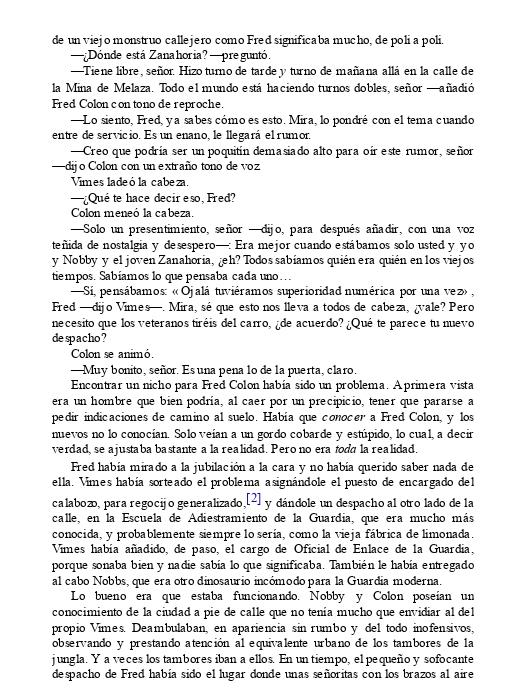 de un viejo monstruo callejero como Fred significaba mucho, de poli a poli.
—¿Dónde está Zanahoria? —preguntó.
—Tiene libre, señor. Hizo turno de tarde y turno de mañana allá en la calle de
la Mina de Melaza. Todo el mundo está haciendo turnos dobles, señor —añadió
Fred Colon con tono de reproche.
—Lo siento, Fred, ya sabes cómo es esto. Mira, lo pondré con el tema cuando
entre de servicio. Es un enano, le llegará el rumor.
—Creo que podría ser un poquitín demasiado alto para oír este rumor, señor
—dijo Colon con un extraño tono de voz.
Vimes ladeó la cabeza.
—¿Qué te hace decir eso, Fred?
Colon meneó la cabeza.
—Solo un presentimiento, señor —dijo, para después añadir, con una voz
teñida de nostalgia y desespero—: Era mejor cuando estábamos solo usted y yo
y Nobby y el joven Zanahoria, ¿eh? Todos sabíamos quién era quién en los viejos
tiempos. Sabíamos lo que pensaba cada uno…
—Sí, pensábamos: «Ojalá tuviéramos superioridad numérica por una vez»,
Fred —dijo Vimes—. Mira, sé que esto nos lleva a todos de cabeza, ¿vale? Pero
necesito que los veteranos tiréis del carro, ¿de acuerdo? ¿Qué te parece tu nuevo
despacho?
Colon se animó.
—Muy bonito, señor. Es una pena lo de la puerta, claro.
Encontrar un nicho para Fred Colon había sido un problema. A primera vista
era un hombre que bien podría, al caer por un precipicio, tener que pararse a
pedir indicaciones de camino al suelo. Había que conocer a Fred Colon, y los
nuevos no lo conocían. Solo veían a un gordo cobarde y estúpido, lo cual, a decir
verdad, se ajustaba bastante a la realidad. Pero no era toda la realidad.
Fred había mirado a la jubilación a la cara y no había querido saber nada de
ella. Vimes había sorteado el problema asignándole el puesto de encargado del
calabozo, para regocijo generalizado,[2] y dándole un despacho al otro lado de la
calle, en la Escuela de Adiestramiento de la Guardia, que era mucho más
conocida, y probablemente siempre lo sería, como la vieja fábrica de limonada.
Vimes había añadido, de paso, el cargo de Oficial de Enlace de la Guardia,
porque sonaba bien y nadie sabía lo que significaba. También le había entregado
al cabo Nobbs, que era otro dinosaurio incómodo para la Guardia moderna.
Lo bueno era que estaba funcionando. Nobby y Colon poseían un
conocimiento de la ciudad a pie de calle que no tenía mucho que envidiar al del
propio Vimes. Deambulaban, en apariencia sin rumbo y del todo inofensivos,
observando y prestando atención al equivalente urbano de los tambores de la
jungla. Y a veces los tambores iban a ellos. En un tiempo, el pequeño y sofocante
despacho de Fred había sido el lugar donde unas señoritas con los brazos al aire